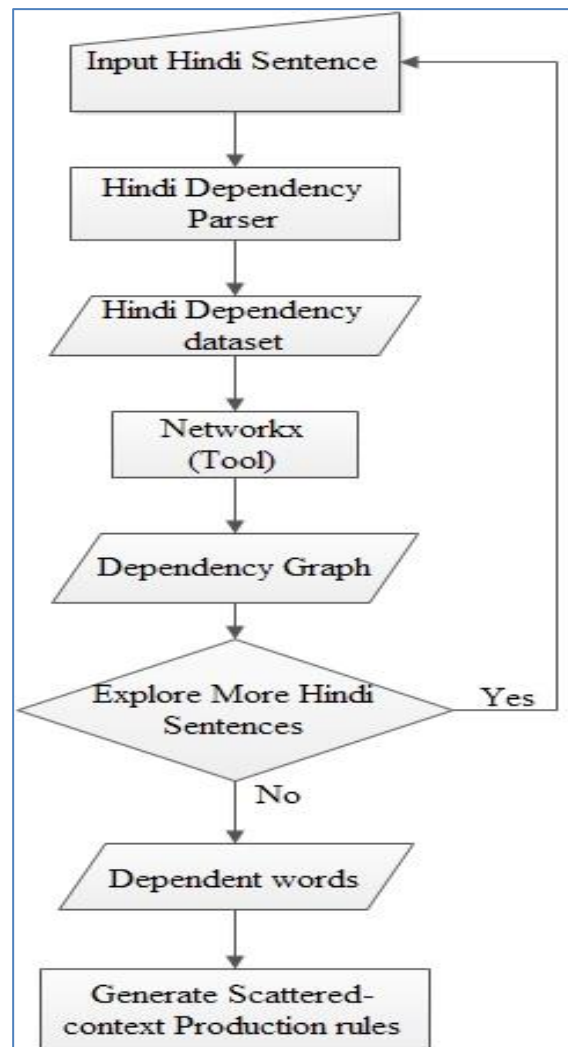 Input Hindi Sentence
Hindi Dependency
Parser
Hindi Dependency
dataset
Networkx
(Tool)
Dependency Graph
Explore More Hindi
Sentences
Yes
No
Dependent words
Generate Scattered-
context Production rules